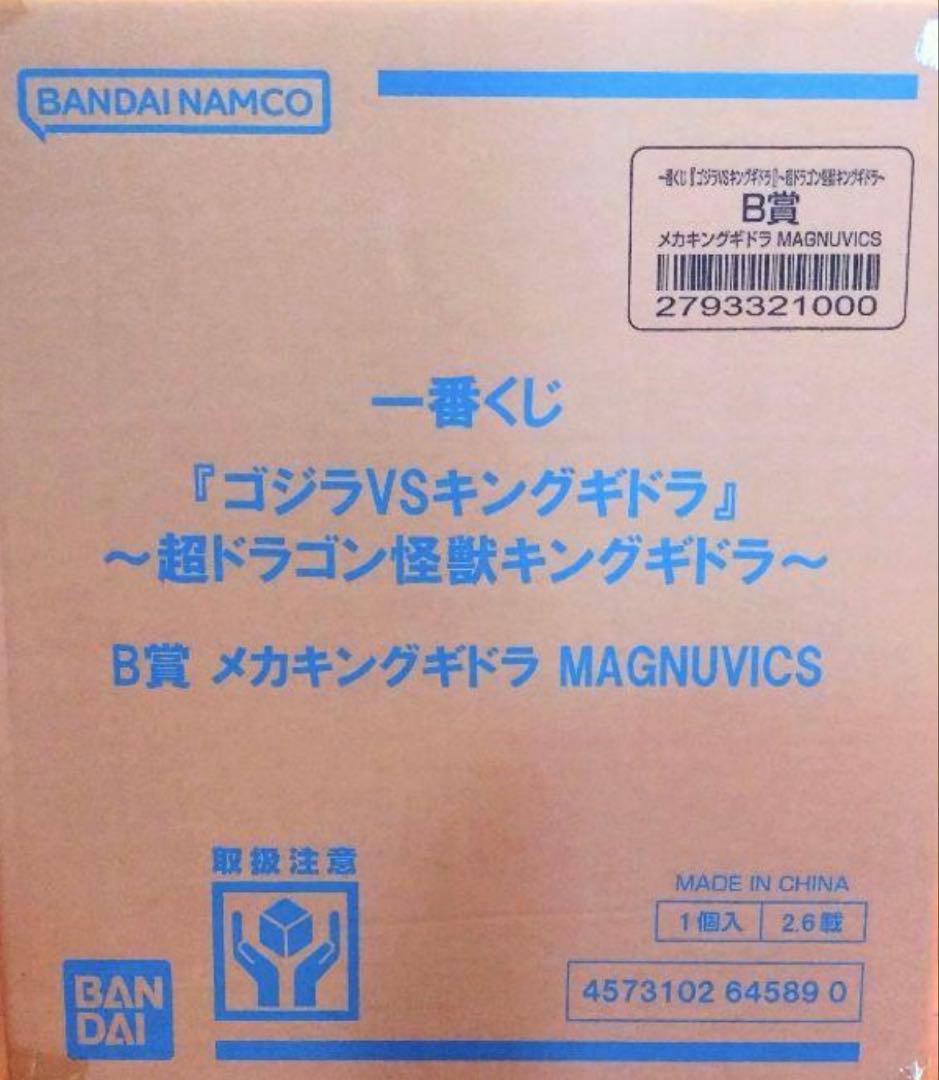 BANDAI NAMCO
一番くじ『ゴジラVSキングギドラ』~超ドラゴン怪獣キングギドラ~
B賞
メカキングギドラ MAGNUVICS
2793321000
一番くじ
『ゴジラVSキングギドラ』
～超ドラゴン怪獣キングギドラ～
B賞 メカキングギドラ MAGNUVICS
取扱注意
MADE IN CHINA
1個入 2.6載
4573102 64589 0
BAN
DAI